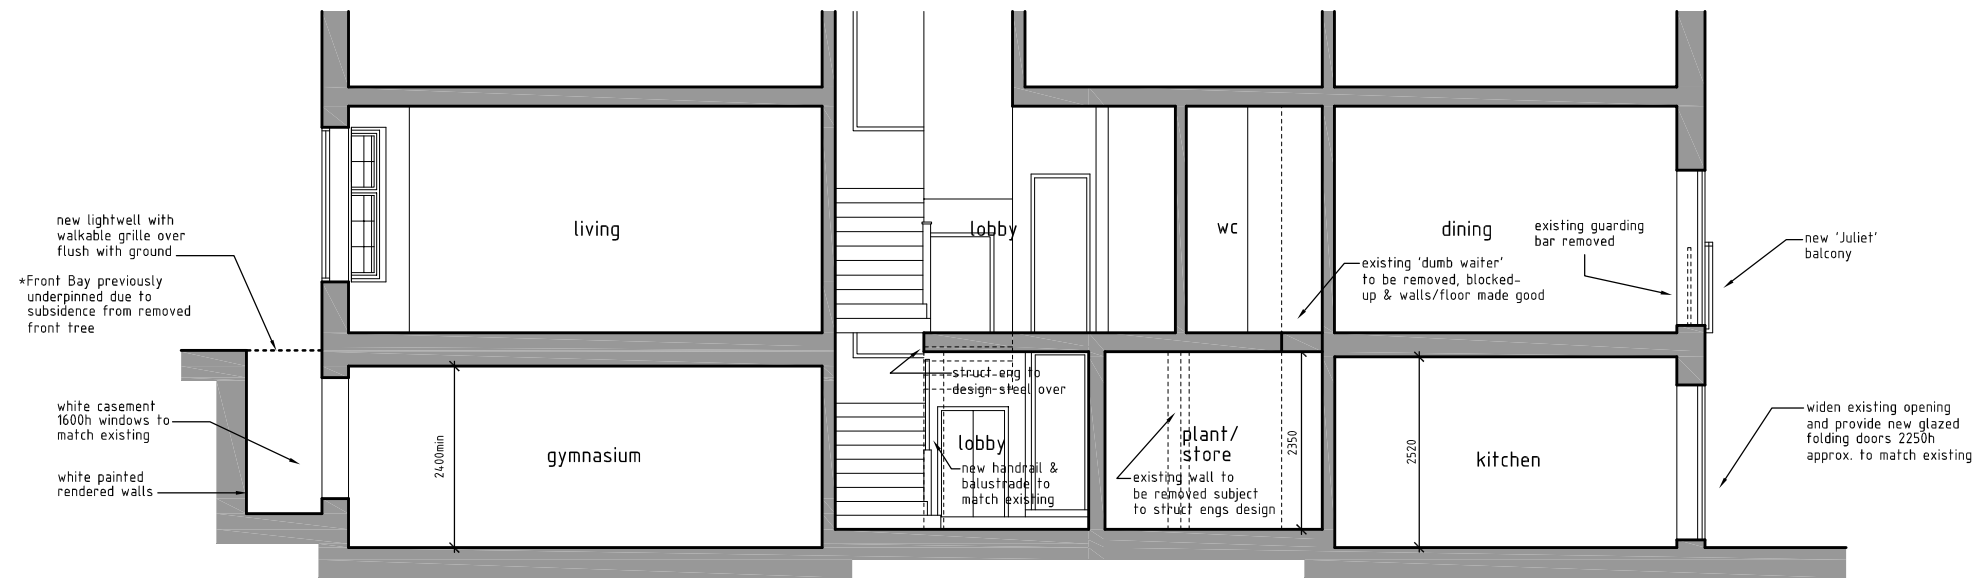 new lightwell with
walkable grille over
flush with ground
*Front Bay previously
underpinned due to
subsidence from removed
front tree
white casement
1600h windows to
match existing
white painted
rendered walls
living
lobby
wc
dining
existing guarding
bar removed
new 'Juliet'
balcony
existing 'dumb waiter'
to be removed, blocked-
up & walls/floor made good
struct eng to
design steel over
2400min
gymnasium
lobby
new handrail &
balustrade to
match existing
plant/
store
existing wall to
be removed subject
to struct engs design
2350
2520
kitchen
widen existing opening
and provide new glazed
folding doors 2250h
approx. to match existing